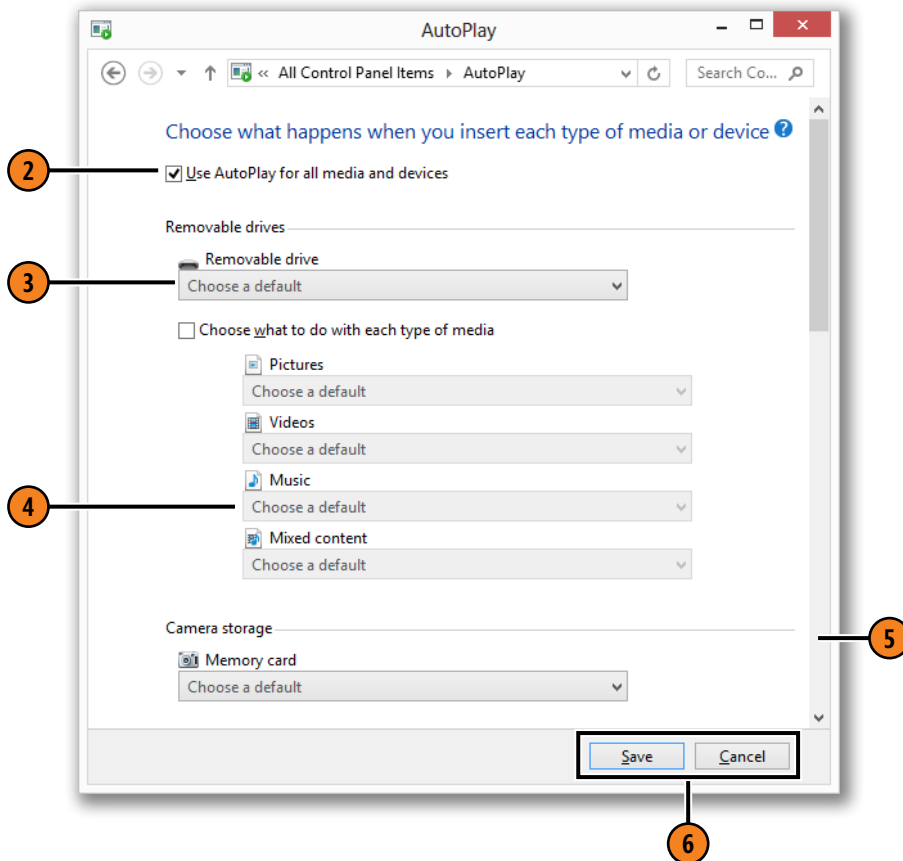 AutoPlay
« All Control Panel Items AutoPlay Search Co...
Choose what happens when you insert each type of media or device ?
2 Use AutoPlay for all media and devices
Removable drives
Removable drive
3 Choose a default
Choose what to do with each type of media
Pictures
Choose a default
Videos
Choose a default
Music
4 Choose a default
Mixed content
Choose a default
Camera storage
5
Memory card
Choose a default
Save Cancel
6